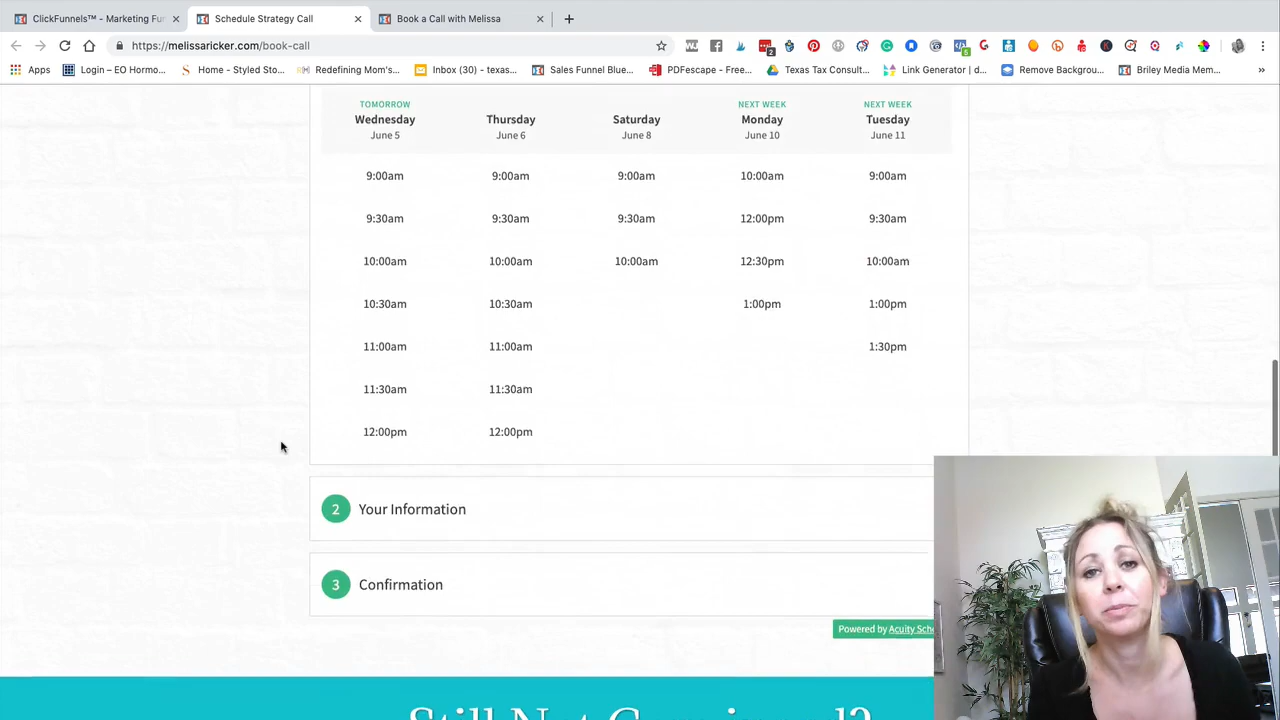 ClickFunnels™ - Marketing Fu
Schedule Strategy Call
Book a Call with Melissa
https://melissaricker.com/book-call
2
5
Apps
Login – EO Hormo...
Home - Styled Sto...
Redefining Mom's...
Inbox (30) - texas...
Sales Funnel Blue...
PDFescape - Free...
Texas Tax Consult...
Link Generator | d...
Remove Backgrou...
Briley Media Mem...
TOMORROW NEXT WEEK NEXT WEEK
Wednesday Thursday Saturday Monday Tuesday
June 5 June 6 June 8 June 10 June 11
9:00am 9:00am 9:00am 10:00am 9:00am
9:30am 9:30am 9:30am 12:00pm 9:30am
10:00am 10:00am 10:00am 12:30pm 10:00am
10:30am 10:30am 1:00pm 1:00pm
11:00am 11:00am 1:30pm
11:30am 11:30am
12:00pm 12:00pm
2 Your Information
3 Confirmation
Powered by Acuity Sch
Still Not Convinced?